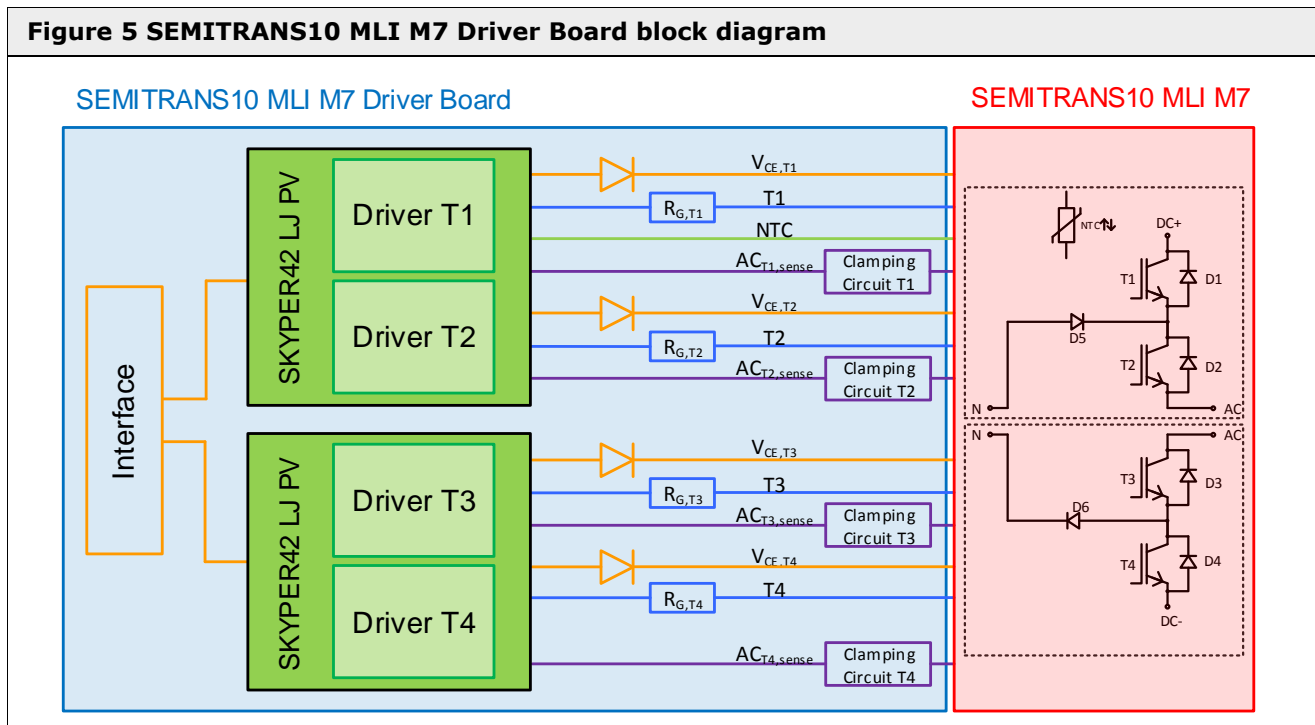 Figure 5 SEMITRANS10 MLI M7 Driver Board block diagram
SEMITRANS10 MLI M7 Driver Board
SEMITRANS10 MLI M7
Interface
SKYPER42 LJ PV
Driver T1
Driver T2
V_CE,T1
R_G,T1
T1
NTC
AC_T1,sense
Clamping
Circuit T1
V_CE,T2
R_G,T2
T2
AC_T2,sense
Clamping
Circuit T2
SKYPER42 LJ PV
Driver T3
Driver T4
V_CE,T3
R_G,T3
T3
AC_T3,sense
Clamping
Circuit T3
V_CE,T4
R_G,T4
T4
AC_T4,sense
Clamping
Circuit T4
NTC
DC+
T1
D1
D5
T2
D2
N
AC
N
AC
T3
D3
D6
T4
D4
DC-